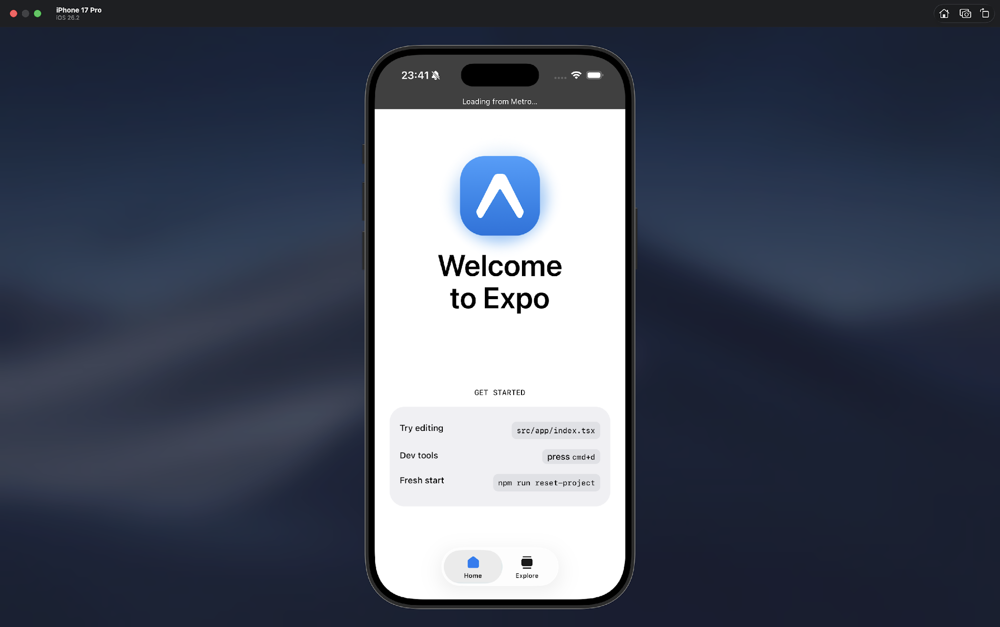 iPhone 17 Pro
iOS 26.2
23:41
Loading from Metro...
Welcome
to Expo
GET STARTED
Try editing
src/app/index.tsx
Dev tools
press cmd+d
Fresh start
npm run reset-project
Home
Explore